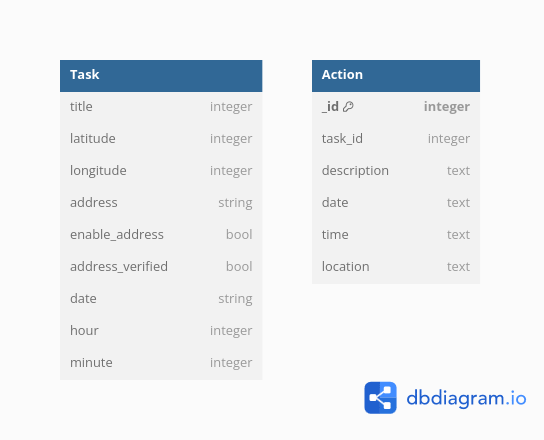 Task
title integer
latitude integer
longitude integer
address string
enable_address bool
address_verified bool
date string
hour integer
minute integer
Action
_id integer
task_id integer
description text
date text
time text
location text
dbdiagram.io